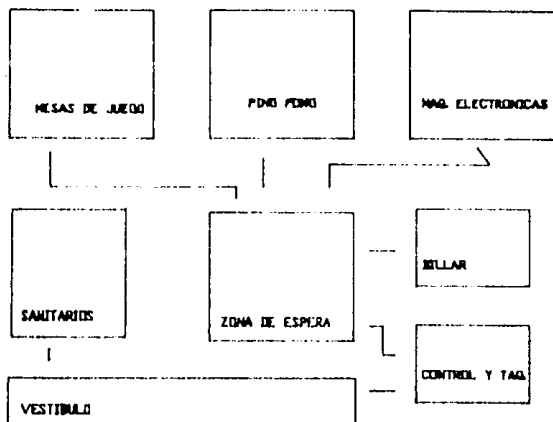 MESAS DE JUEGO
PING PONG
MAQ. ELECTRONICAS
SANITARIOS
ZONA DE ESPERA
BILLAR
CONTROL Y TAQ.
VESTIBULO